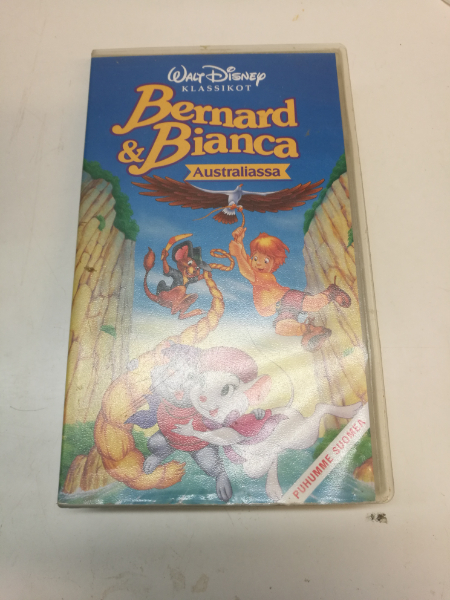 WALT DISNEY
KLASSIKOT
Bernard
& Bianca
Australiassa
PUHUMME SUOMEA